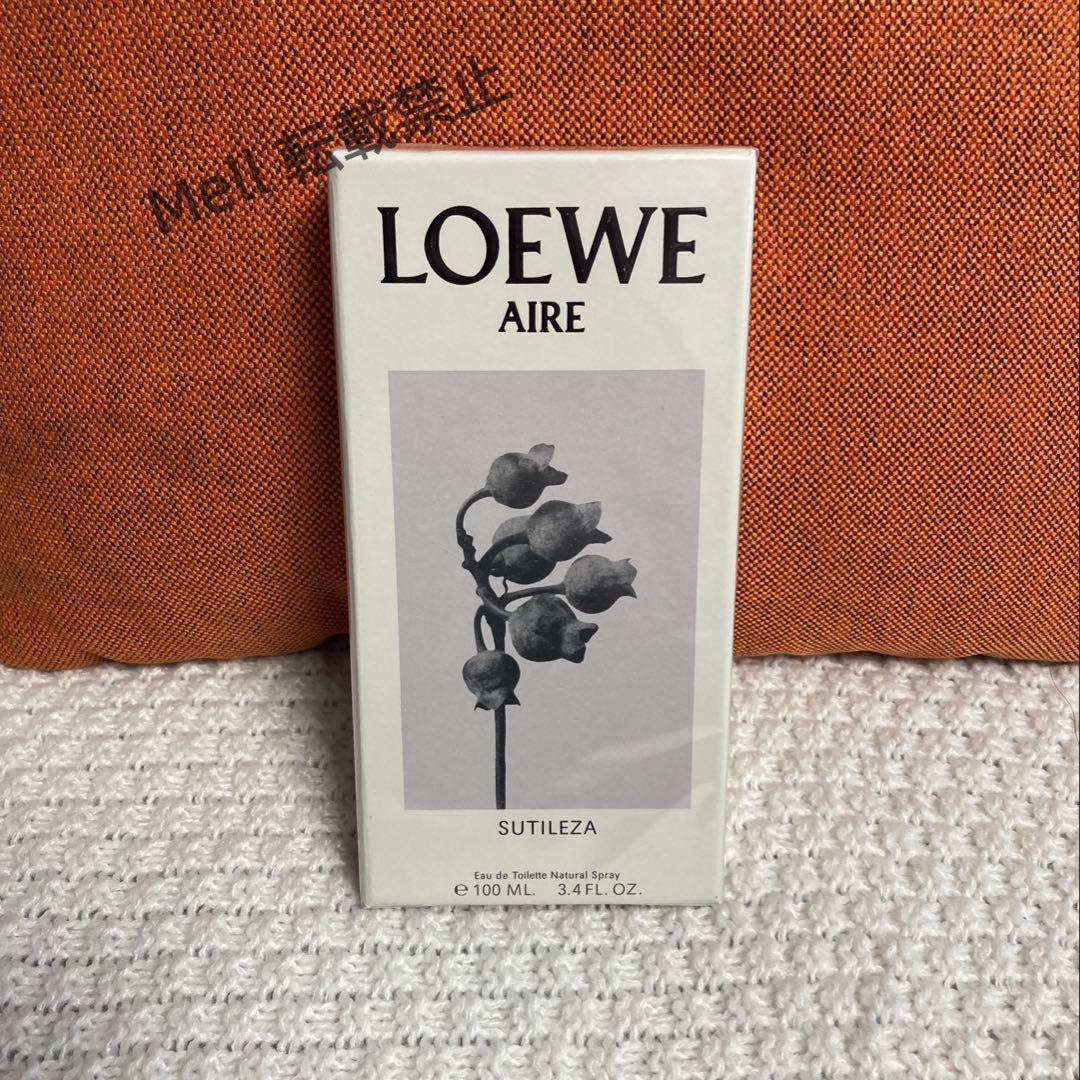 Mell 転載禁止
LOEWE
AIRE
SUTILEZA
Eau de Toilette Natural Spray
℮ 100 ML. 3.4 FL. OZ.